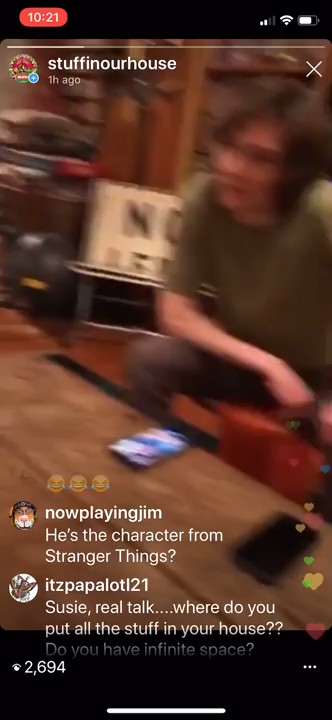 10:21
stuffinourhouse
1h ago
NO
😂😂😂
nowplayingjim
He's the character from
Stranger Things?
itzpapalotl21
Susie, real talk....where do you
put all the stuff in your house??
Do you have infinite space?
2,694